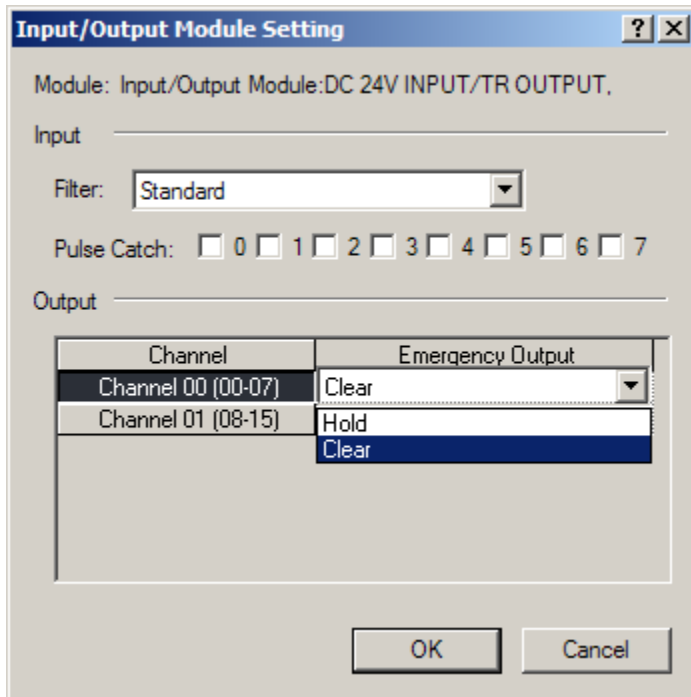 Input/Output Module Setting
Module: Input/Output Module:DC 24V INPUT/TR OUTPUT,
Input
Filter: Standard
Pulse Catch: 0 1 2 3 4 5 6 7
Output
Channel Emergency Output
Channel 00 (00-07) Clear
Channel 01 (08-15) Hold
Clear
OK Cancel